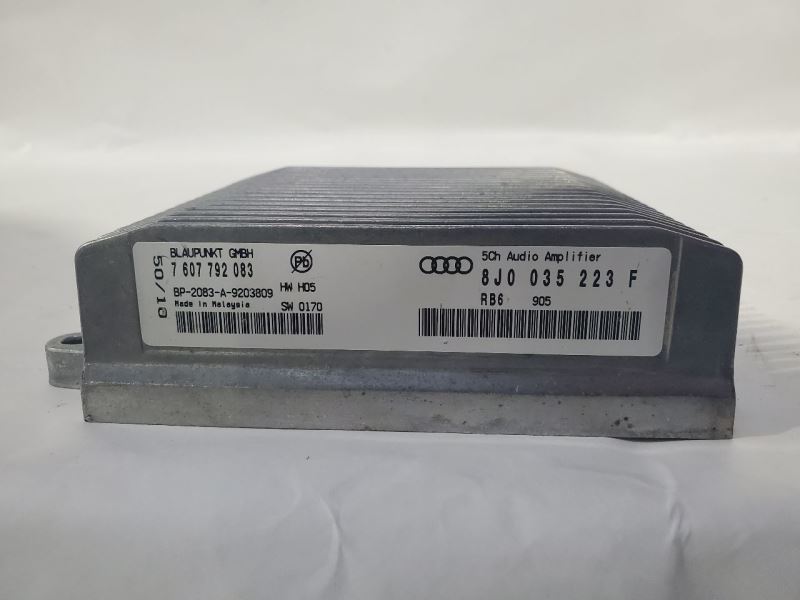 BLAUPUNKT GMBH
7 607 792 083
50/10
BP-2083-A-9203809
HW H05
Made in Malaysia
SW 0170
Pb
5Ch Audio Amplifier
8J0 035 223 F
RB6 905